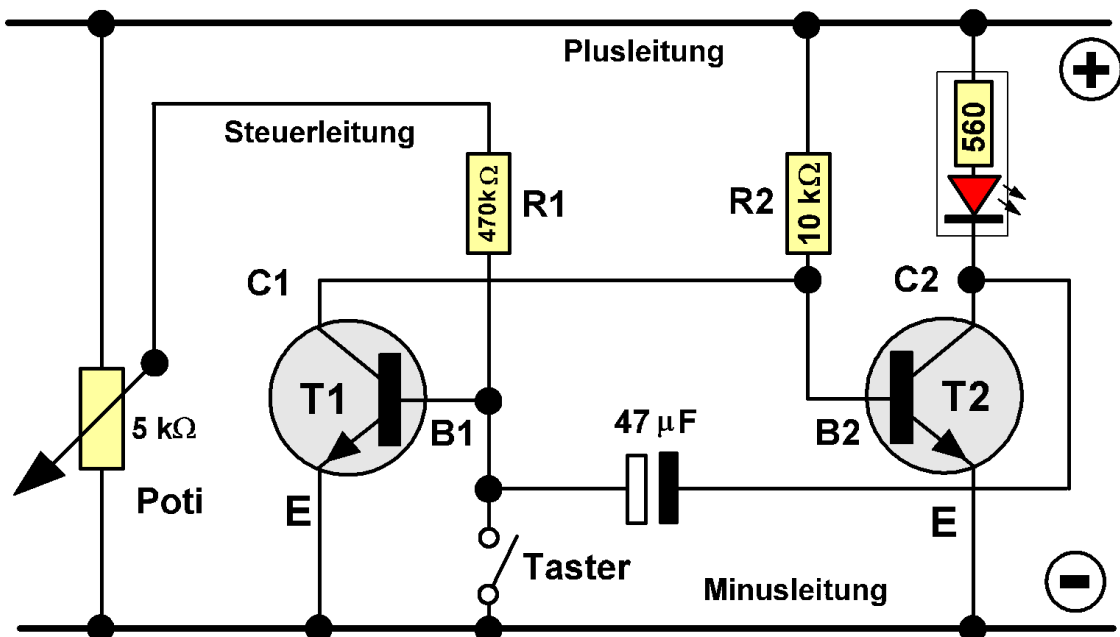 Plusleitung
+
Steuerleitung
560
470k Ω
R1
R2
10 kΩ
C1
C2
T1
T2
5 kΩ
B1
47 µF
B2
Poti
E
E
Taster
Minusleitung
-